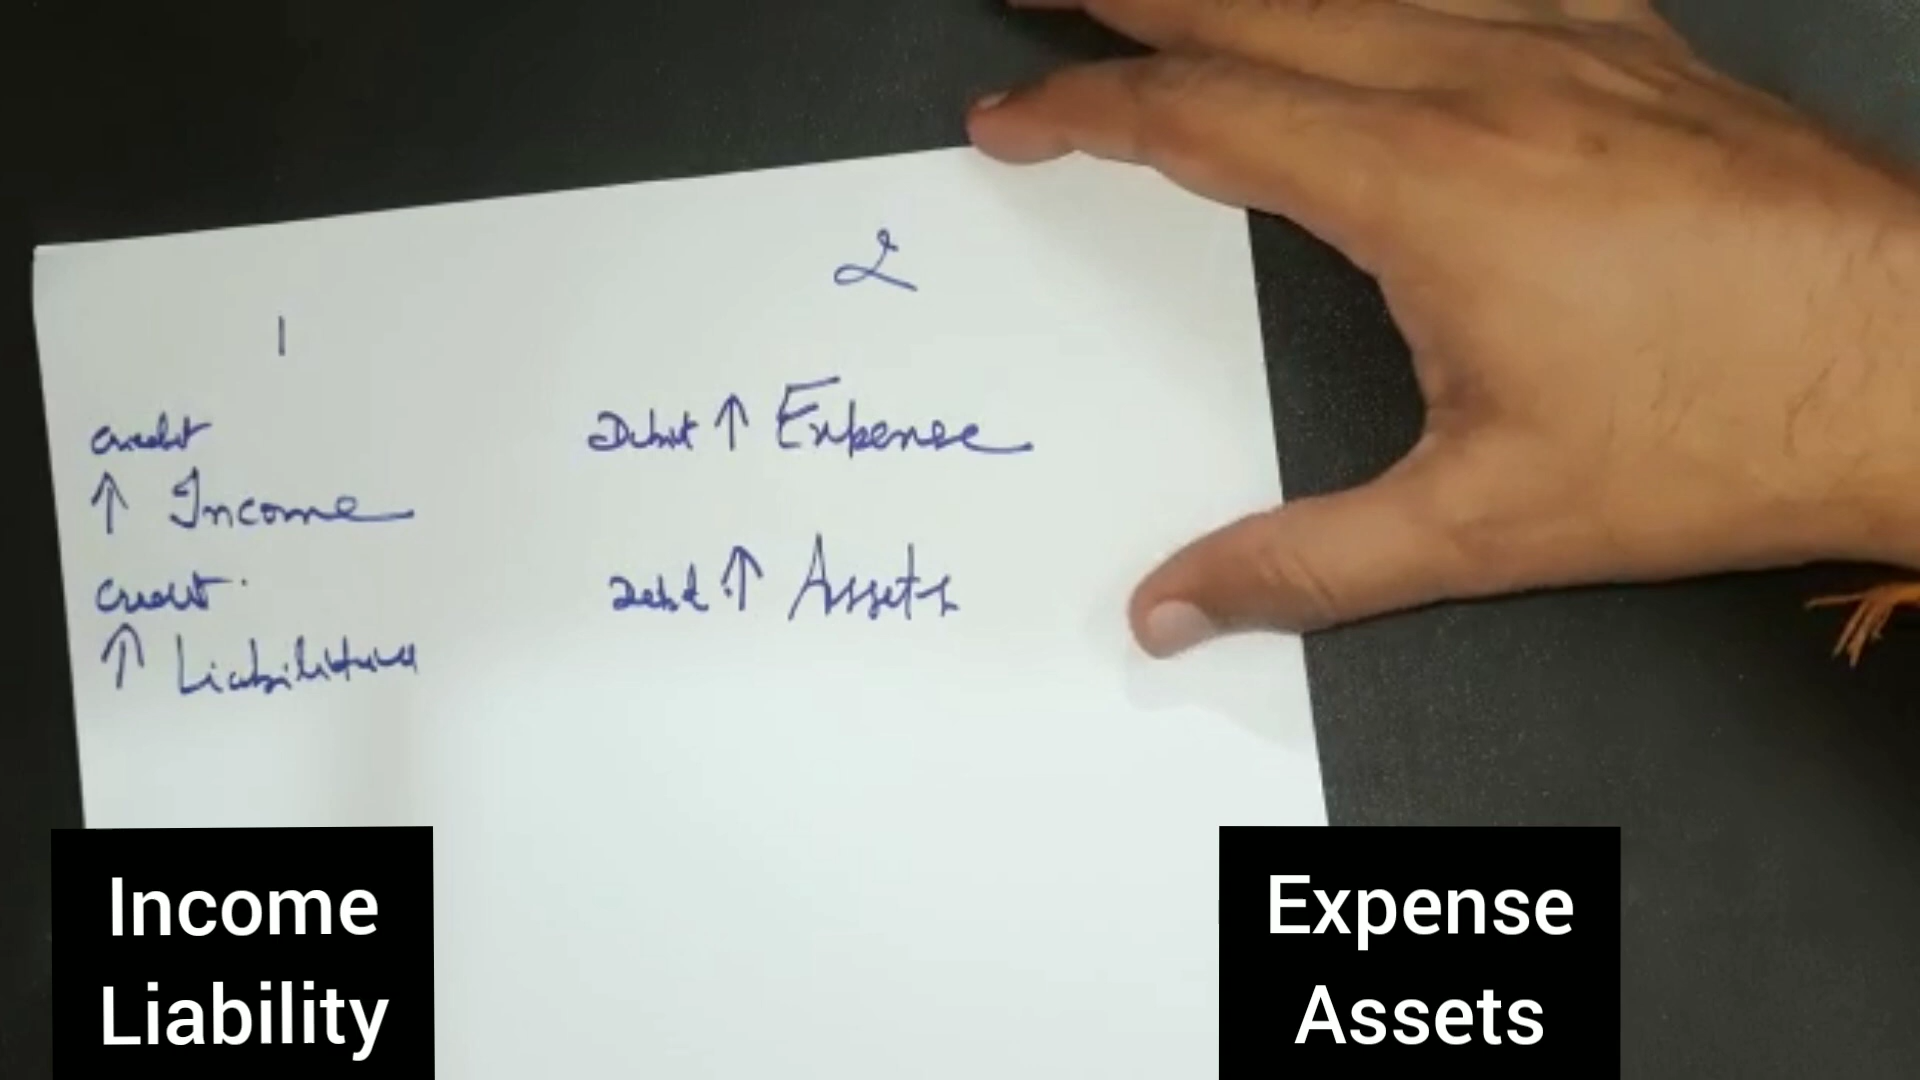 1
2
Credit
↑ Income
Credit
↑ Liabilities
Debit ↑ Expense
Debit ↑ Assets
Income
Liability
Expense
Assets